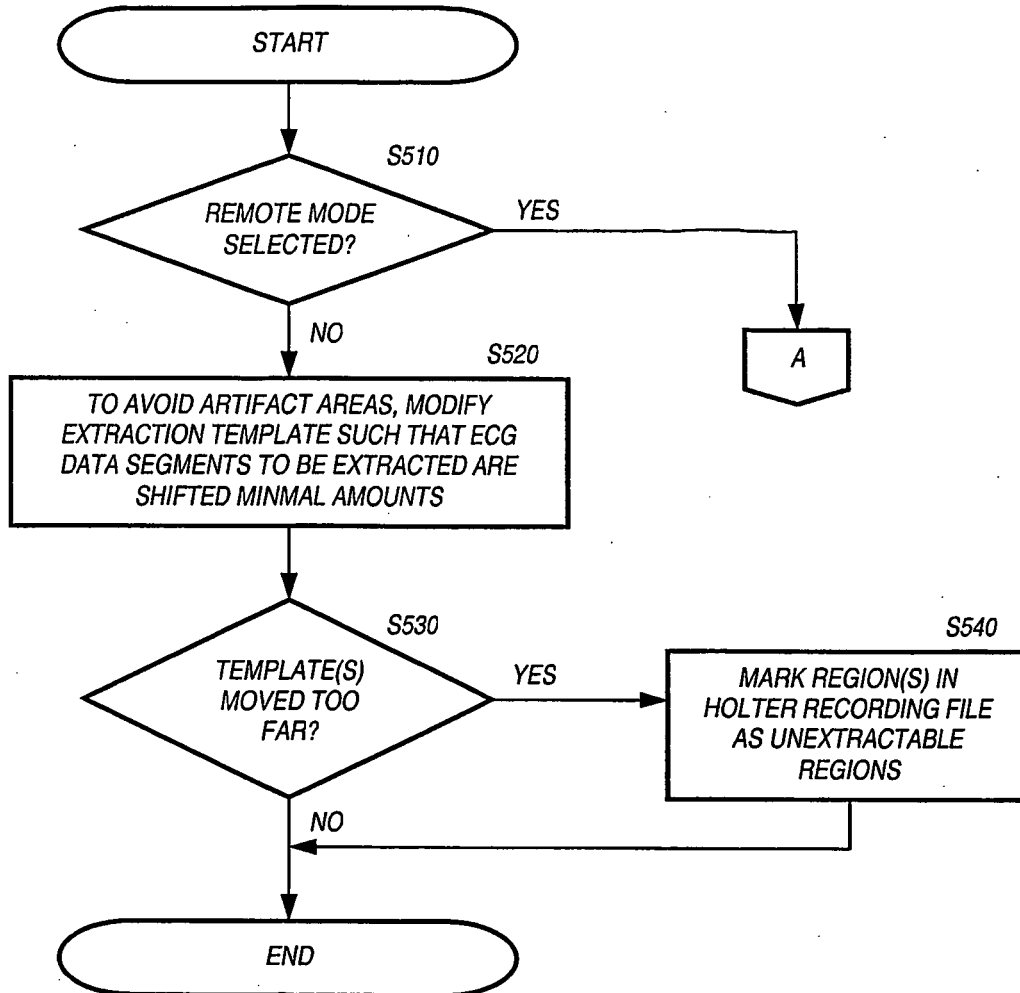 START
S510
REMOTE MODE
SELECTED?
YES
NO
A
S520
TO AVOID ARTIFACT AREAS, MODIFY
EXTRACTION TEMPLATE SUCH THAT ECG
DATA SEGMENTS TO BE EXTRACTED ARE
SHIFTED MINMAL AMOUNTS
S530
TEMPLATE(S)
MOVED TOO
FAR?
YES
S540
MARK REGION(S) IN
HOLTER RECORDING FILE
AS UNEXTRACTABLE
REGIONS
NO
END